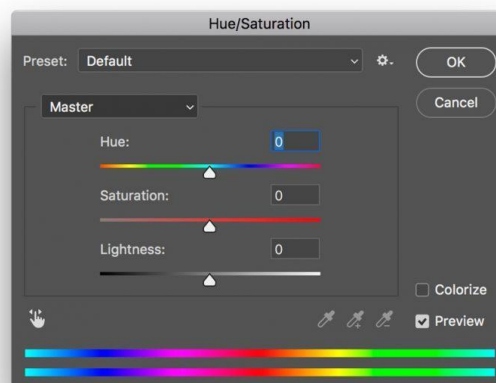 Hue/Saturation
Preset: Default
OK
Master
Cancel
Hue: 0
Saturation: 0
Lightness: 0
Colorize
Preview